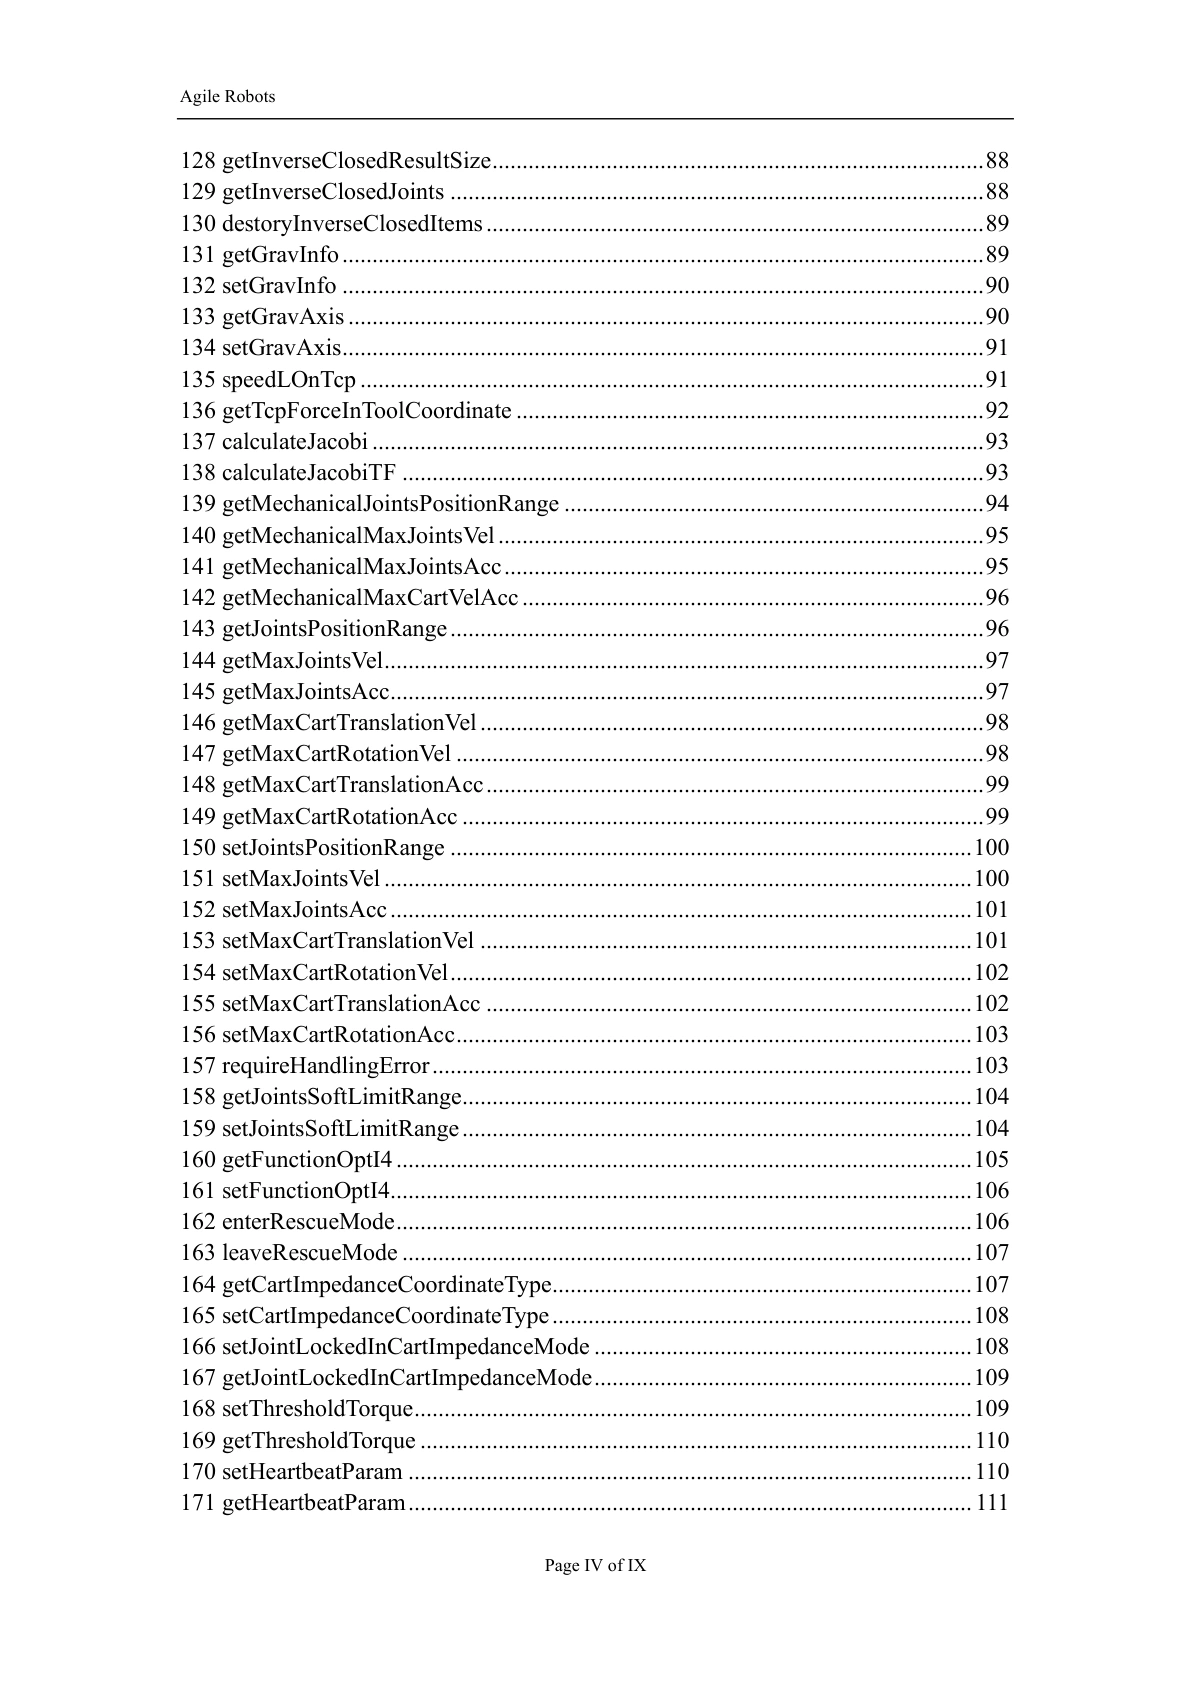 Agile Robots
128 getInverseClosedResultSize....................................................................................88
129 getInverseClosedJoints ...........................................................................................88
130 destoryInverseClosedItems.....................................................................................89
131 getGravInfo.............................................................................................................89
132 setGravInfo .............................................................................................................90
133 getGravAxis............................................................................................................90
134 setGravAxis.............................................................................................................91
135 speedLOnTcp..........................................................................................................91
136 getTcpForceInToolCoordinate ................................................................................92
137 calculateJacobi........................................................................................................93
138 calculateJacobiTF ...................................................................................................93
139 getMechanicalJointsPositionRange ........................................................................94
140 getMechanicalMaxJointsVel...................................................................................95
141 getMechanicalMaxJointsAcc..................................................................................95
142 getMechanicalMaxCartVelAcc...............................................................................96
143 getJointsPositionRange...........................................................................................96
144 getMaxJointsVel......................................................................................................97
145 getMaxJointsAcc.....................................................................................................97
146 getMaxCartTranslationVel......................................................................................98
147 getMaxCartRotationVel ..........................................................................................98
148 getMaxCartTranslationAcc.....................................................................................99
149 getMaxCartRotationAcc .........................................................................................99
150 setJointsPositionRange .........................................................................................100
151 setMaxJointsVel....................................................................................................100
152 setMaxJointsAcc...................................................................................................101
153 setMaxCartTranslationVel ....................................................................................101
154 setMaxCartRotationVel.........................................................................................102
155 setMaxCartTranslationAcc ...................................................................................102
156 setMaxCartRotationAcc........................................................................................103
157 requireHandlingError............................................................................................103
158 getJointsSoftLimitRange.......................................................................................104
159 setJointsSoftLimitRange.......................................................................................104
160 getFunctionOptI4..................................................................................................105
161 setFunctionOptI4...................................................................................................106
162 enterRescueMode..................................................................................................106
163 leaveRescueMode .................................................................................................107
164 getCartImpedanceCoordinateType........................................................................107
165 setCartImpedanceCoordinateType........................................................................108
166 setJointLockedInCartImpedanceMode .................................................................108
167 getJointLockedInCartImpedanceMode.................................................................109
168 setThresholdTorque...............................................................................................109
169 getThresholdTorque ..............................................................................................110
170 setHeartbeatParam ................................................................................................110
171 getHeartbeatParam................................................................................................111
Page IV of IX